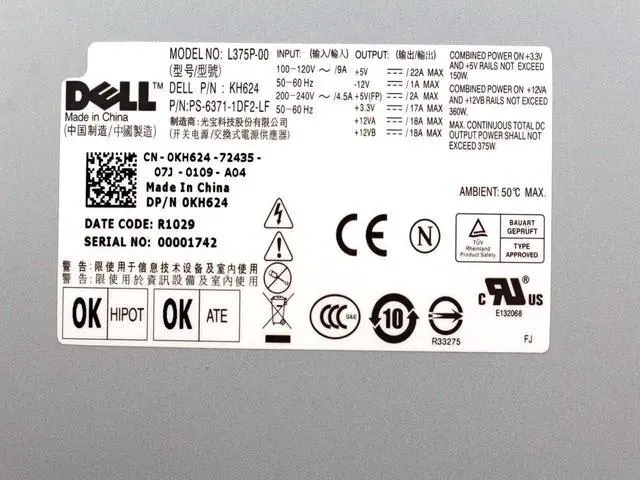 DELL™
Made in China
(中国制造/中國製造)
MODEL NO: L375P-00
(型号/型號)
DELL P/N : KH624
P/N:PS-6371-1DF2-LF
制造商:光宝科技股份有限公司
(开关电源/交換式電源供應器)
INPUT: (输入/輸入)
100-120V~ /9A
50-60 Hz
200-240V~ /4.5A
50-60 Hz
OUTPUT: (输出/輸出)
+5V /22A MAX
-12V /1A MAX
+5V(FP) /2A MAX
+3.3V /17A MAX
+12VA /18A MAX
+12VB /18A MAX
COMBINED POWER ON +3.3V
AND +5V RAILS NOT EXCEED
150W.
COMBINED POWER ON +12VA
AND +12VB RAILS NOT EXCEED
360W.
MAX. CONTINUOUS TOTAL DC
OUTPUT POWER SHALL NOT
EXCEED 375W.
AMBIENT: 50°C MAX.
CN-0KH624-72435-
07J-0109-A04
Made In China
DP/N 0KH624
DATE CODE: R1029
SERIAL NO: 00001742
警告:限使用于信息技术设备及室内使用
警告:限使用於資訊設備及室內使用
OK HIPOT
OK ATE
CE
N
TÜV
Rheinland
Product Safety
BAUART
GEPRÜFT
TYPE
APPROVED
CCC S&E
10
R33275
c RU US
E132068
FJ